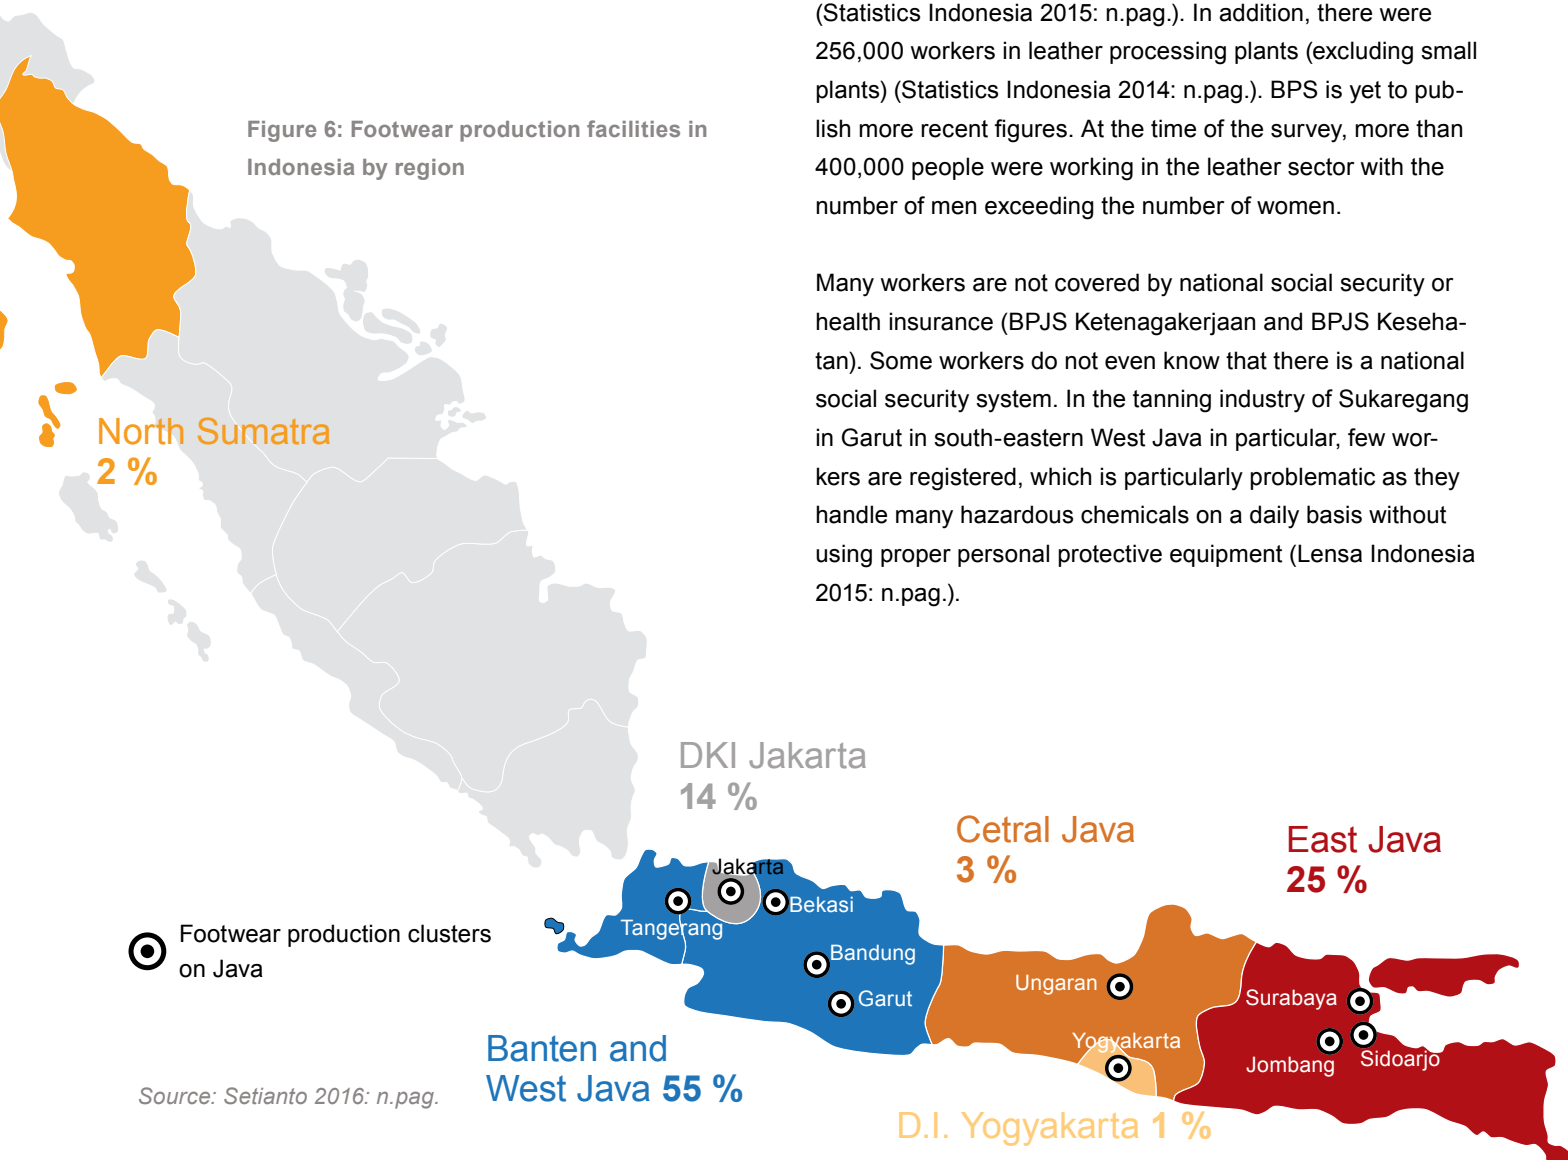 (Statistics Indonesia 2015: n.pag.). In addition, there were
256,000 workers in leather processing plants (excluding small
plants) (Statistics Indonesia 2014: n.pag.). BPS is yet to pub-
lish more recent figures. At the time of the survey, more than
400,000 people were working in the leather sector with the
number of men exceeding the number of women.
Many workers are not covered by national social security or
health insurance (BPJS Ketenagakerjaan and BPJS Keseha-
tan). Some workers do not even know that there is a national
social security system. In the tanning industry of Sukaregang
in Garut in south-eastern West Java in particular, few wor-
kers are registered, which is particularly problematic as they
handle many hazardous chemicals on a daily basis without
using proper personal protective equipment (Lensa Indonesia
2015: n.pag.).
Figure 6: Footwear production facilities in
Indonesia by region
North Sumatra
2 %
DKI Jakarta
14 %
Cetral Java
3 %
East Java
25 %
Jakarta
Bekasi
Tangerang
Bandung
Garut
Ungaran
Yogyakarta
Surabaya
Jombang
Sidoarjo
Footwear production clusters
on Java
Banten and
West Java 55 %
D.I. Yogyakarta 1 %
Source: Setianto 2016: n.pag.